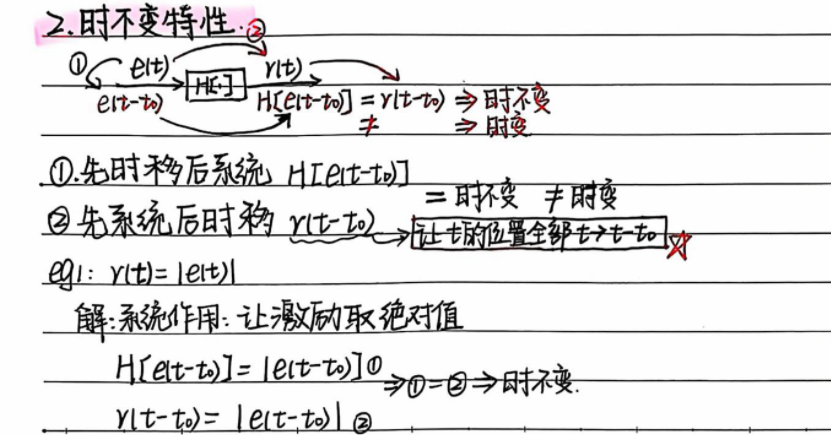 2.时不变特性.②
① e(t) → H[·] → r(t)
e(t-t₀) H[e(t-t₀)] = r(t-t₀) ⇒ 时不变
≠ ⇒ 时变
①.先时移后系统 H[e(t-t₀)]
= 时不变 ≠ 时变
② 先系统后时移 r(t-t₀) → 让t的位置全部t→t-t₀ ☆
eg1: r(t)=|e(t)|
解:系统作用:让激励取绝对值
H[e(t-t₀)]=|e(t-t₀)|① ⇒①=②⇒时不变.
r(t-t₀)=|e(t-t₀)|②